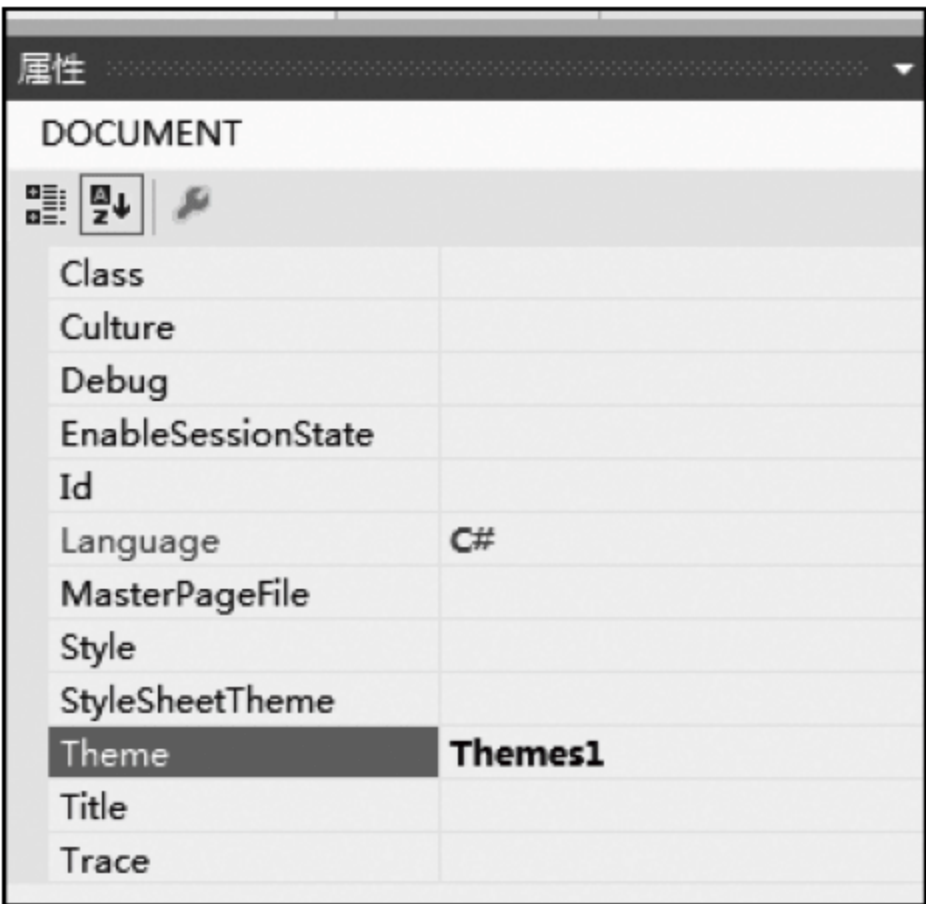 属性
DOCUMENT
Class
Culture
Debug
EnableSessionState
Id
Language C#
MasterPageFile
Style
StyleSheetTheme
Theme Themes1
Title
Trace